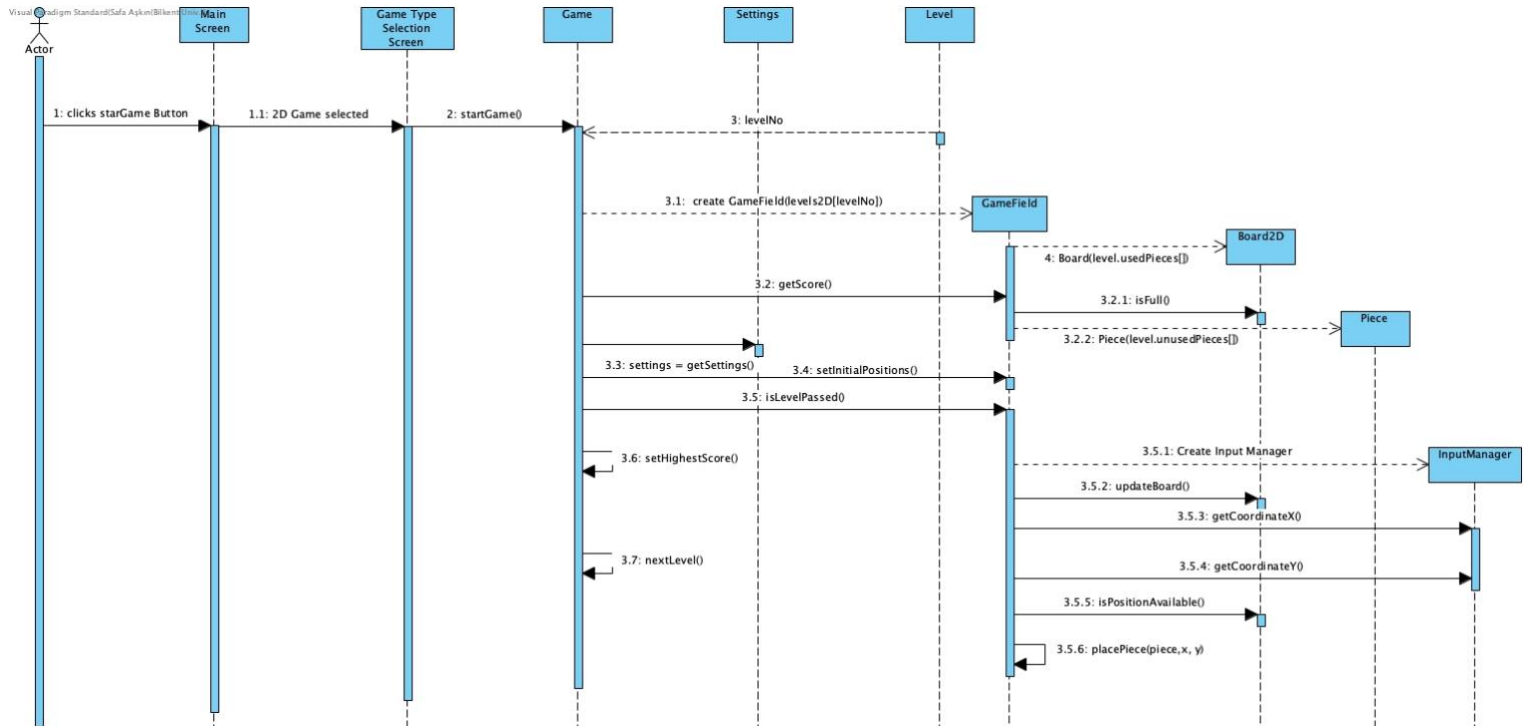 Visual Paradigm Standard(Safa Aşkın(Bilkent Univ
Actor
Main
Screen
Game Type
Selection
Screen
Game
Settings
Level
1: clicks starGame Button
1.1: 2D Game selected
2: startGame()
3: levelNo
3.1: create GameField(levels2D[levelNo])
GameField
Board2D
4: Board(level.usedPieces[])
3.2: getScore()
3.2.1: isFull()
Piece
3.2.2: Piece(level.unusedPieces[])
3.3: settings = getSettings()
3.4: setInitialPositions()
3.5: isLevelPassed()
3.6: setHighestScore()
3.5.1: Create Input Manager
InputManager
3.5.2: updateBoard()
3.5.3: getCoordinateX()
3.7: nextLevel()
3.5.4: getCoordinateY()
3.5.5: isPositionAvailable()
3.5.6: placePiece(piece,x, y)